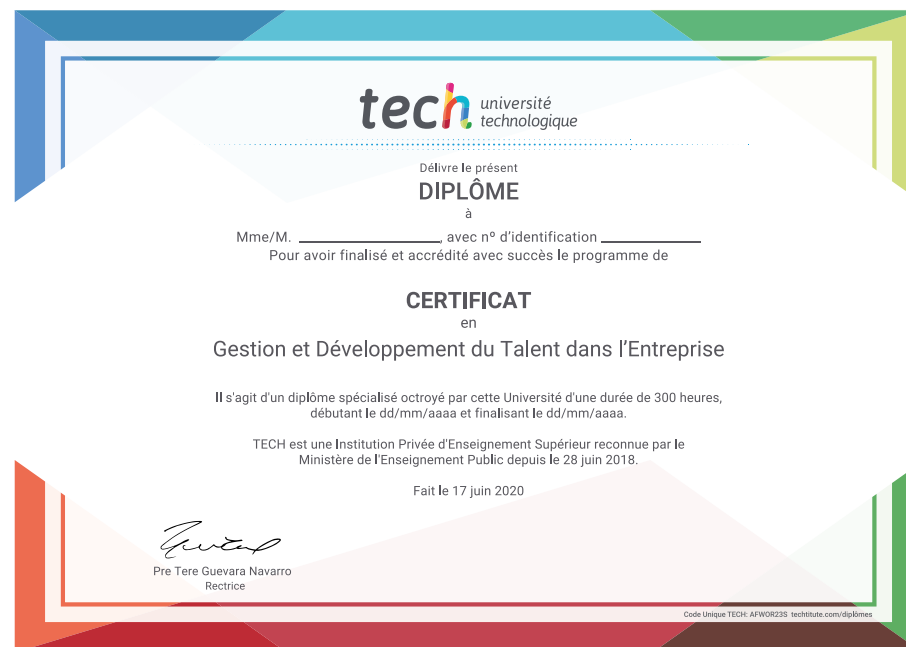 tech université
technologique
Délivre le présent
DIPLÔME
à
Mme/M. ____________________, avec nº d'identification ______________
Pour avoir finalisé et accrédité avec succès le programme de
CERTIFICAT
en
Gestion et Développement du Talent dans l'Entreprise
Il s'agit d'un diplôme spécialisé octroyé par cette Université d'une durée de 300 heures,
débutant le dd/mm/aaaa et finalisant le dd/mm/aaaa.
TECH est une Institution Privée d'Enseignement Supérieur reconnue par le
Ministère de l'Enseignement Public depuis le 28 juin 2018.
Fait le 17 juin 2020
Pre Tere Guevara Navarro
Rectrice
Code Unique TECH: AFWOR23S techtitute.com/diplômes